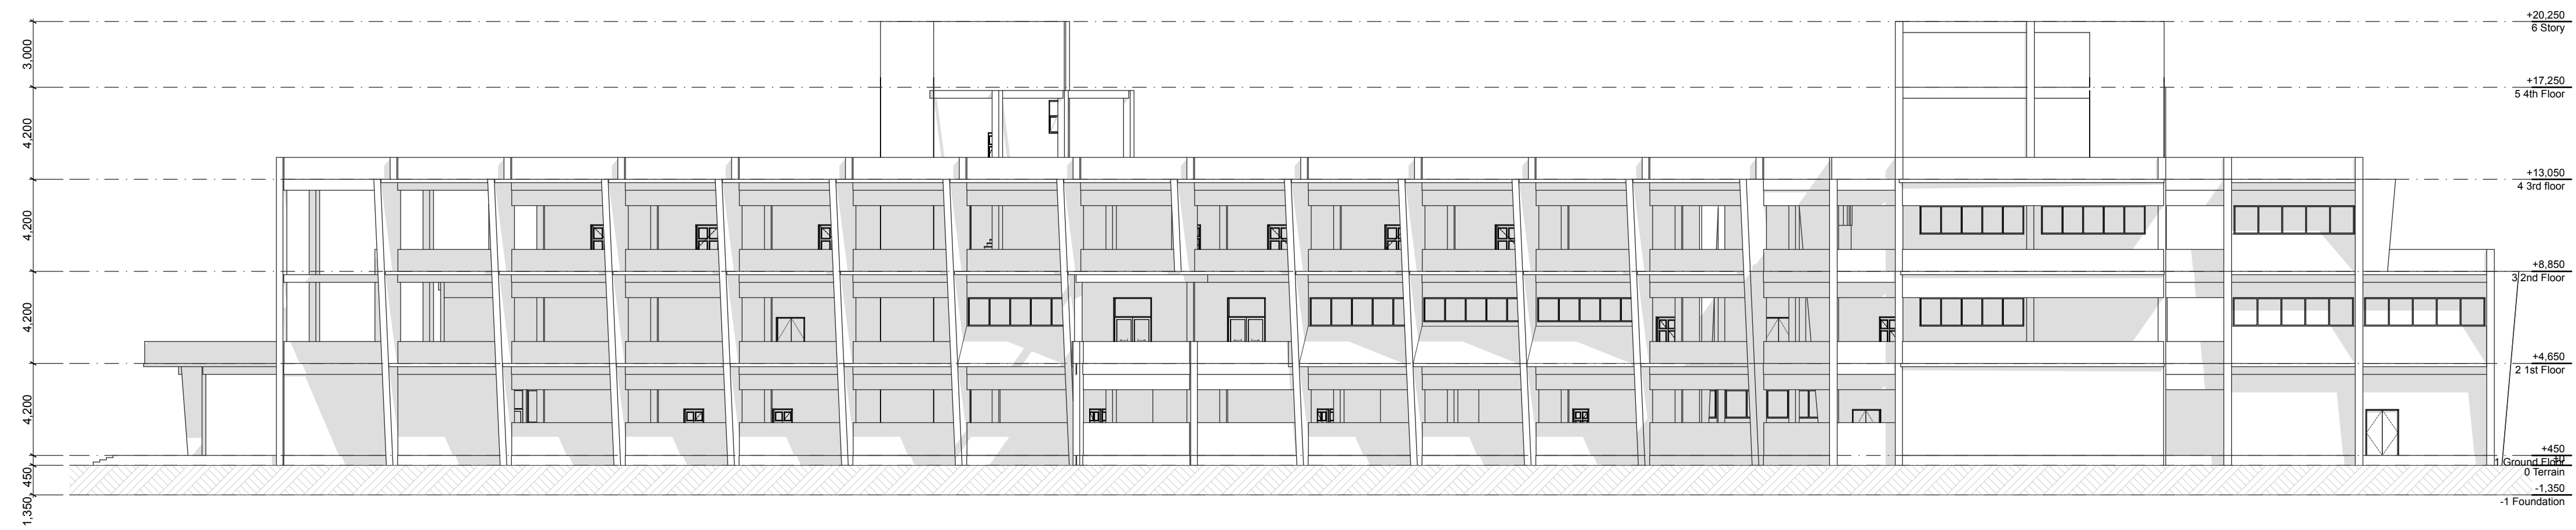 3,000
4,200
4,200
4,200
4,200
450
1,350
+20,250
6 Story
+17,250
5 4th Floor
+13,050
4 3rd floor
+8,850
3 2nd Floor
+4,650
2 1st Floor
+450
1 Ground Floor
0 Terrain
-1,350
-1 Foundation